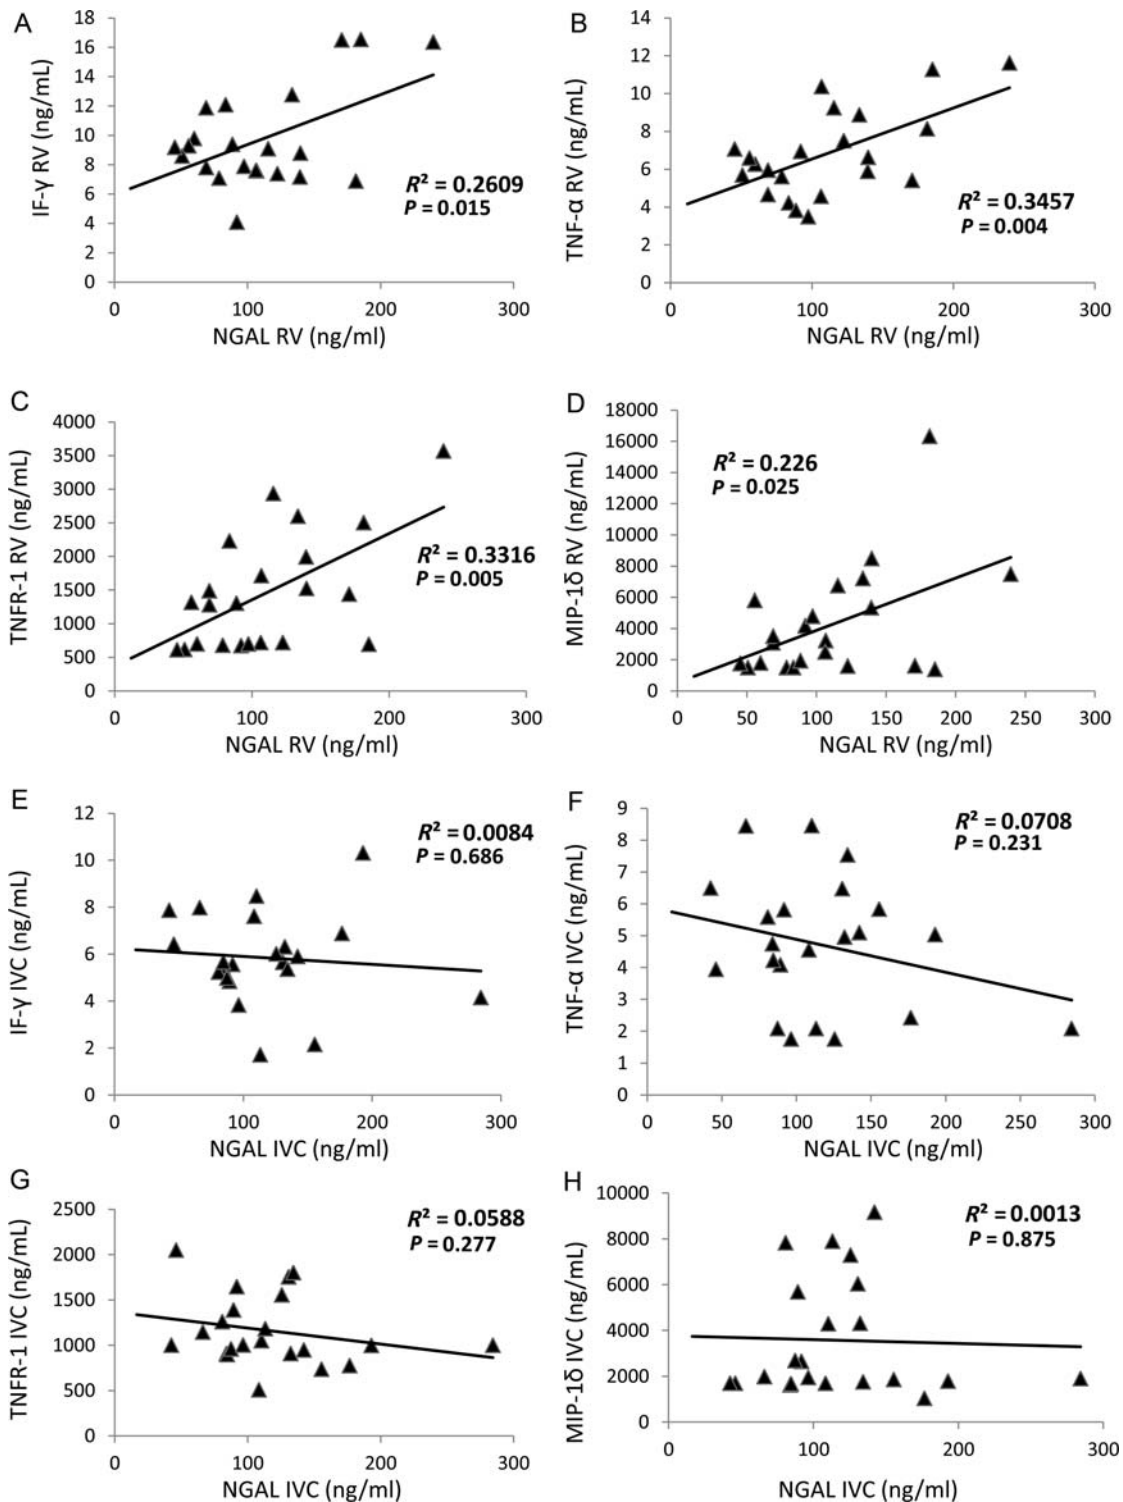 A
IF-γ RV (ng/mL)
18
16
14
12
10
8
6
4
2
0
R² = 0.2609
P = 0.015
0 100 200 300
NGAL RV (ng/ml)
B
TNF-α RV (ng/mL)
14
12
10
8
6
4
2
0
R² = 0.3457
P = 0.004
0 100 200 300
NGAL RV (ng/ml)
C
TNFR-1 RV (ng/mL)
4000
3500
3000
2500
2000
1500
1000
500
0
R² = 0.3316
P = 0.005
0 100 200 300
NGAL RV (ng/ml)
D
MIP-1δ RV (ng/mL)
18000
16000
14000
12000
10000
8000
6000
4000
2000
0
R² = 0.226
P = 0.025
0 50 100 150 200 250 300
NGAL RV (ng/ml)
E
IF-γ IVC (ng/mL)
12
10
8
6
4
2
0
R² = 0.0084
P = 0.686
0 100 200 300
NGAL IVC (ng/ml)
F
TNF-α IVC (ng/mL)
9
8
7
6
5
4
3
2
1
0
R² = 0.0708
P = 0.231
0 50 100 150 200 250 300
NGAL IVC (ng/ml)
G
TNFR-1 IVC (ng/mL)
2500
2000
1500
1000
500
0
R² = 0.0588
P = 0.277
0 100 200 300
NGAL IVC (ng/ml)
H
MIP-1δ IVC (ng/mL)
10000
8000
6000
4000
2000
0
R² = 0.0013
P = 0.875
0 100 200 300
NGAL IVC (ng/ml)